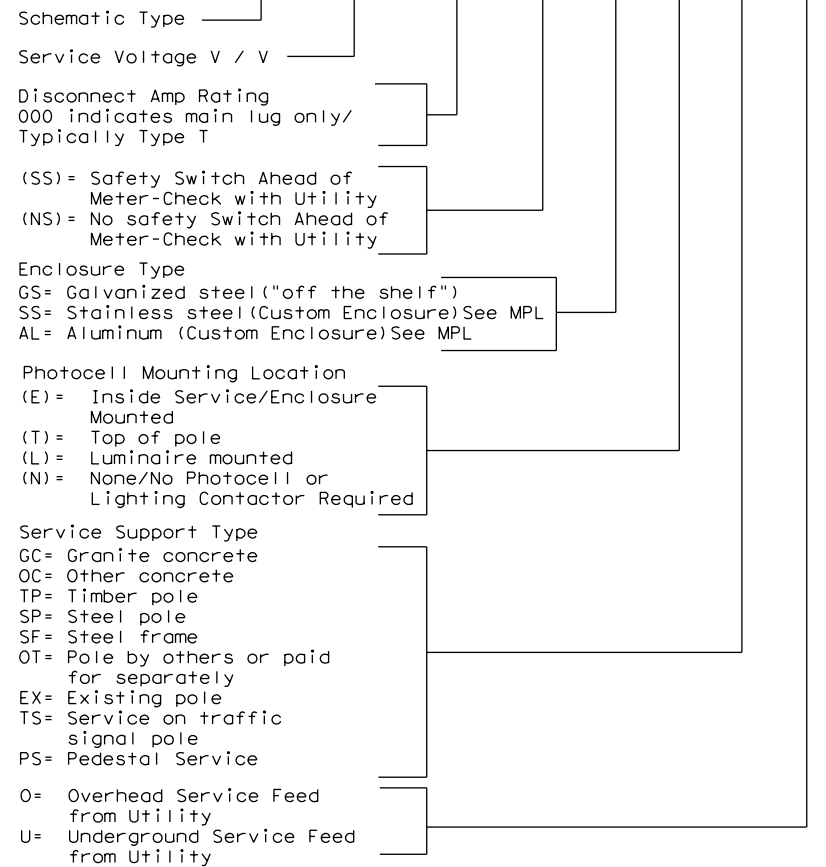 Schematic Type
Service Voltage V / V
Disconnect Amp Rating
000 indicates main lug only/
Typically Type T
(SS)= Safety Switch Ahead of
Meter-Check with Utility
(NS)= No safety Switch Ahead of
Meter-Check with Utility
Enclosure Type
GS= Galvanized steel("off the shelf")
SS= Stainless steel(Custom Enclosure)See MPL
AL= Aluminum (Custom Enclosure)See MPL
Photocell Mounting Location
(E)= Inside Service/Enclosure
Mounted
(T)= Top of pole
(L)= Luminaire mounted
(N)= None/No Photocell or
Lighting Contactor Required
Service Support Type
GC= Granite concrete
OC= Other concrete
TP= Timber pole
SP= Steel pole
SF= Steel frame
OT= Pole by others or paid
for separately
EX= Existing pole
TS= Service on traffic
signal pole
PS= Pedestal Service
O= Overhead Service Feed
from Utility
U= Underground Service Feed
from Utility